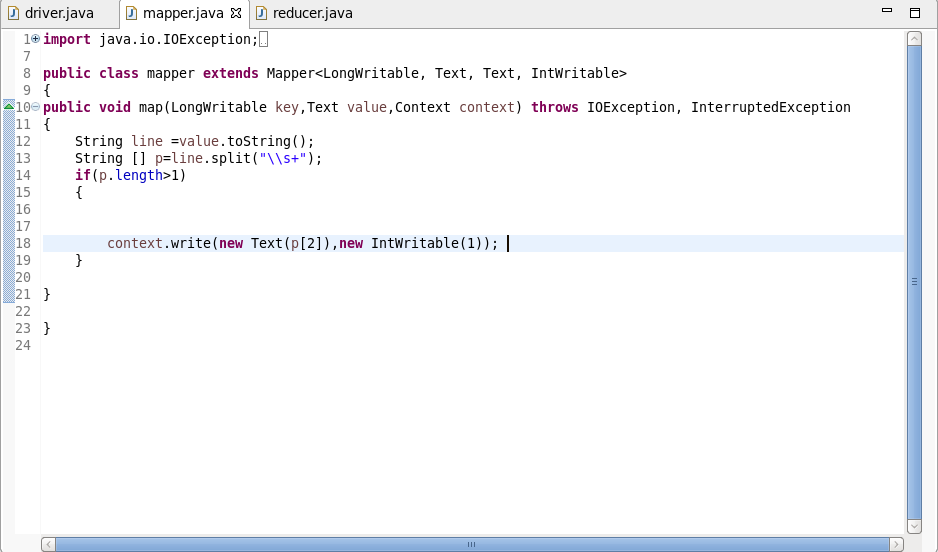 driver.java mapper.java reducer.java
1 import java.io.IOException;
7
8 public class mapper extends Mapper<LongWritable, Text, Text, IntWritable>
9 {
10 public void map(LongWritable key,Text value,Context context) throws IOException, InterruptedException
11 {
12     String line =value.toString();
13     String [] p=line.split("\\s+");
14     if(p.length>1)
15     {
16
17
18         context.write(new Text(p[2]),new IntWritable(1));
19     }
20
21 }
22
23 }
24